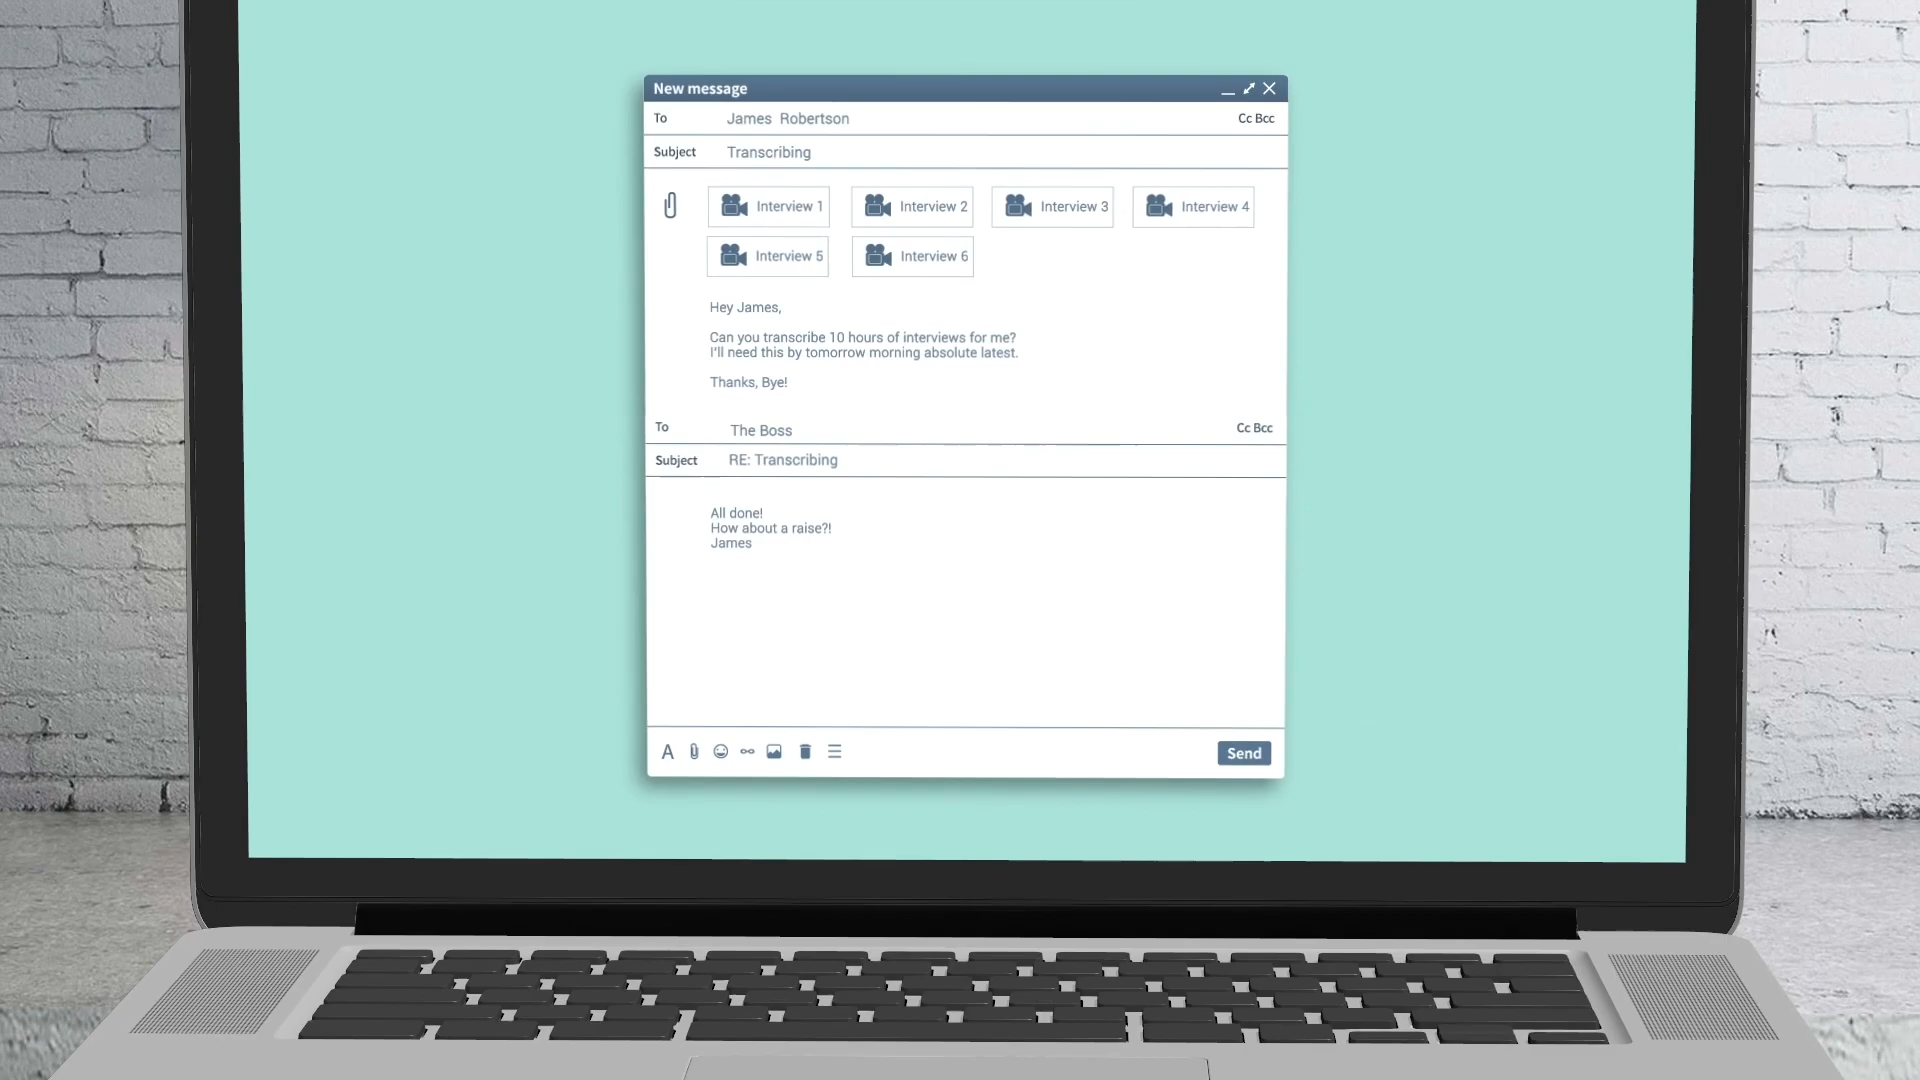 New message
To James Robertson Cc Bcc
Subject Transcribing
Interview 1 Interview 2 Interview 3 Interview 4
Interview 5 Interview 6
Hey James,
Can you transcribe 10 hours of interviews for me?
I'll need this by tomorrow morning absolute latest.
Thanks, Bye!
To The Boss Cc Bcc
Subject RE: Transcribing
All done!
How about a raise?!
James
A
Send